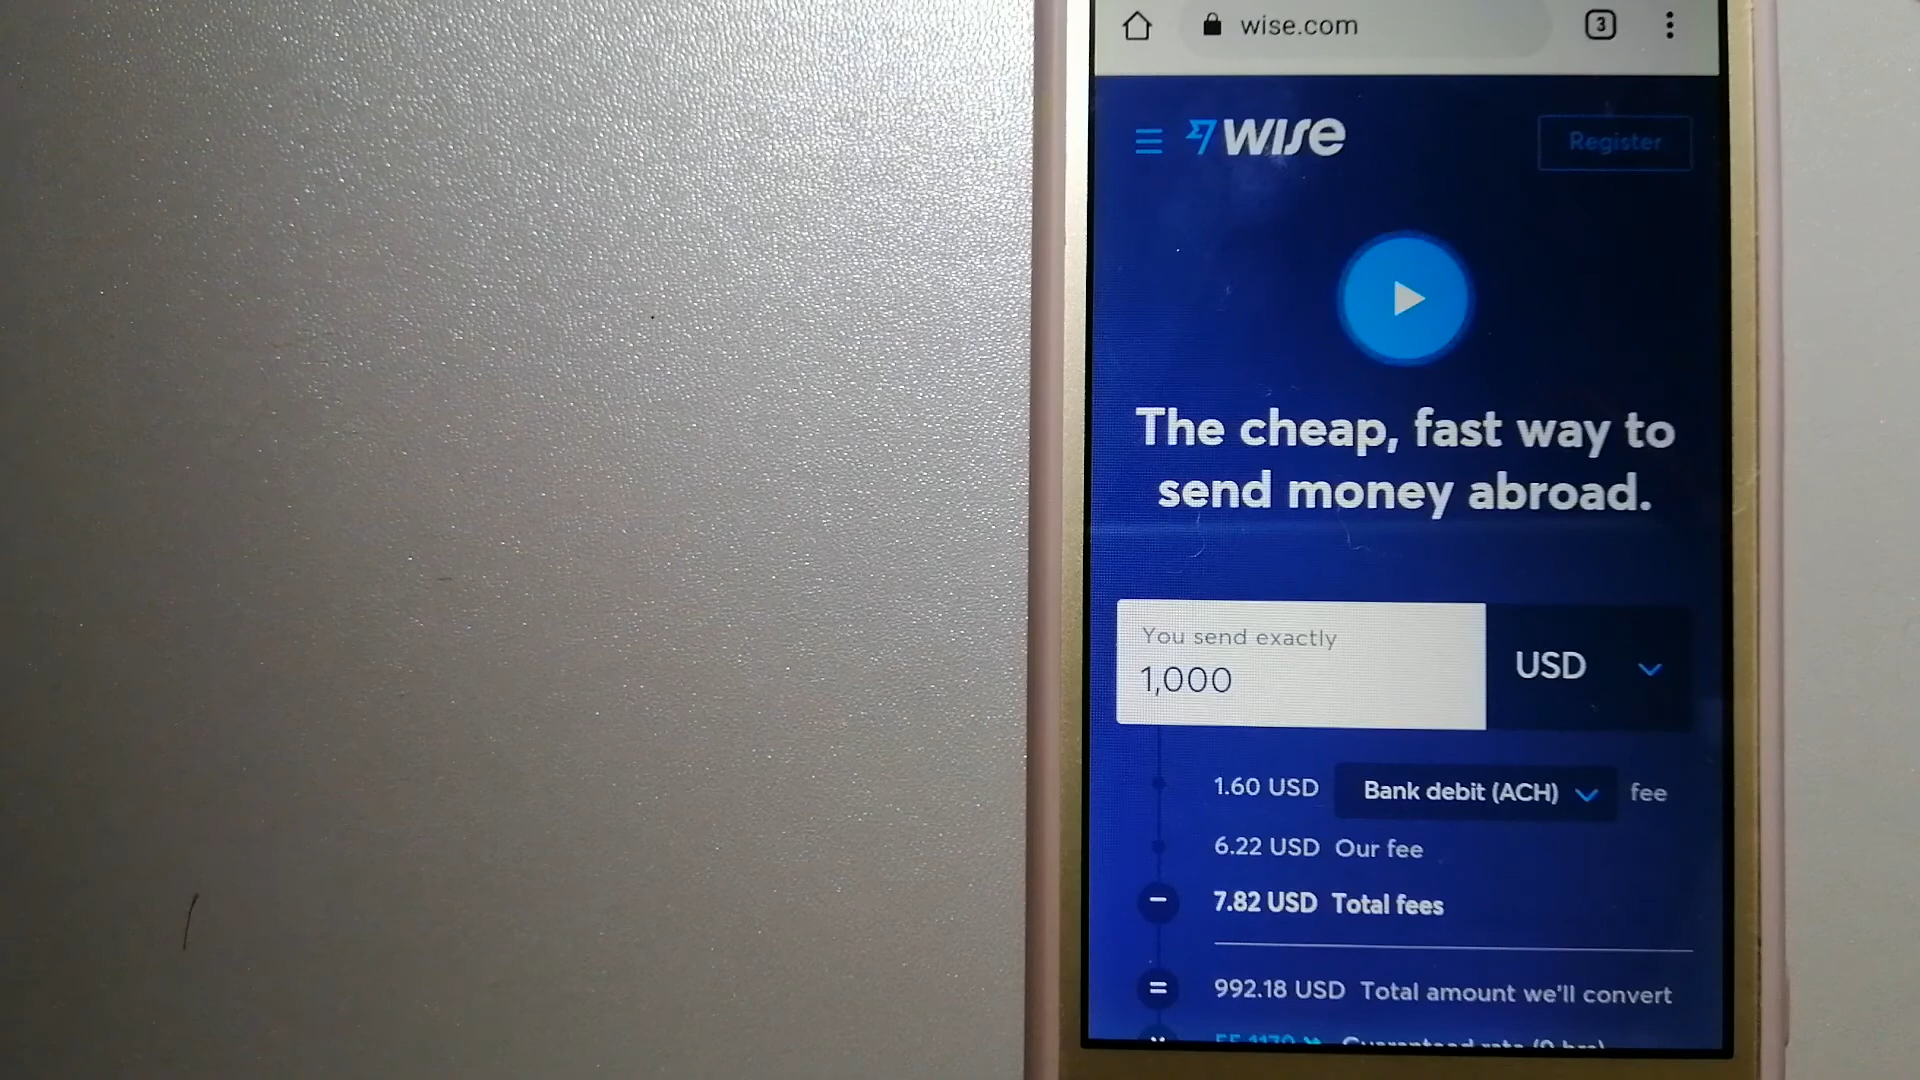 wise.com
3
wise
Register
The cheap, fast way to
send money abroad.
You send exactly
1,000
USD
1.60 USD Bank debit (ACH) fee
6.22 USD Our fee
7.82 USD Total fees
992.18 USD Total amount we'll convert
Guaranteed rate